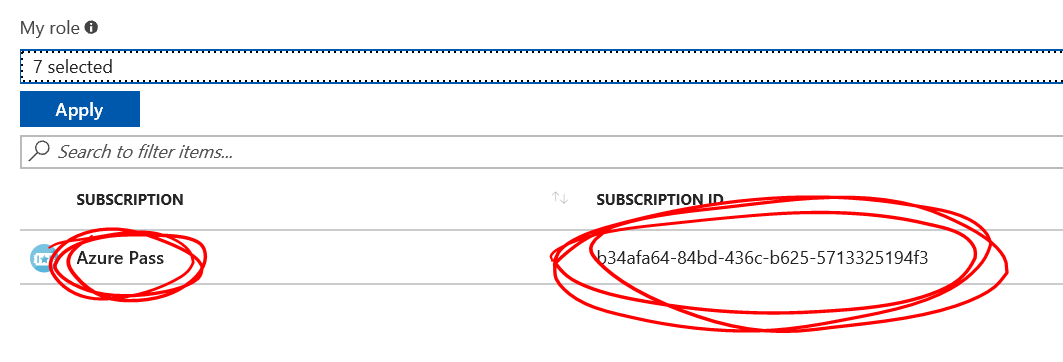 My role
7 selected
Apply
Search to filter items...
SUBSCRIPTION SUBSCRIPTION ID
Azure Pass b34afa64-84bd-436c-b625-5713325194f3